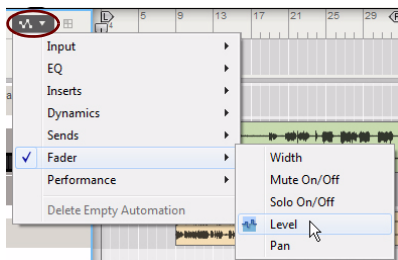 5 9 13 17 21 25 29
4
Input
EQ
Inserts
Dynamics
Sends
Fader
Performance
Delete Empty Automation
Width
Mute On/Off
Solo On/Off
Level
Pan